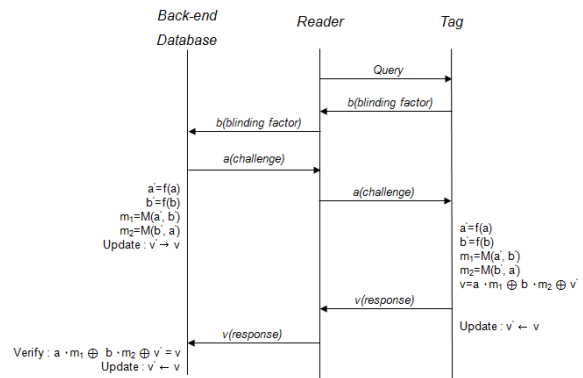 Back-end
Database
Reader
Tag
Query
b(blinding factor)
b(blinding factor)
a(challenge)
a(challenge)
a'=f(a)
b'=f(b)
m₁=M(a', b')
m₂=M(b', a')
Update : v' → v
a'=f(a)
b'=f(b)
m₁=M(a', b')
m₂=M(b', a')
v=a ·m₁ ⊕ b ·m₂ ⊕ v'
v(response)
Update : v' ← v
v(response)
Verify : a ·m₁ ⊕ b ·m₂ ⊕ v' = v
Update : v' ← v